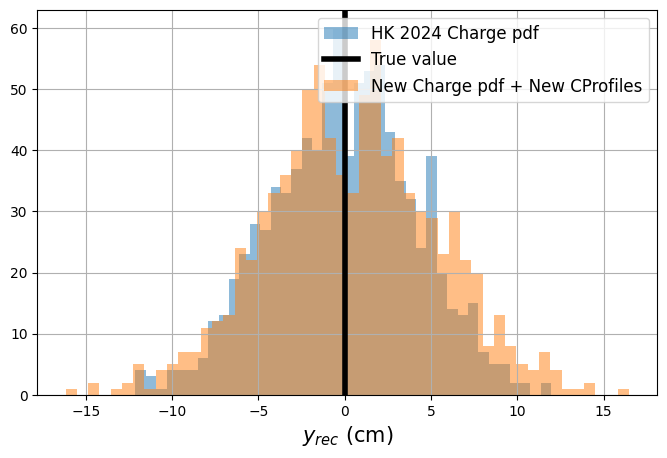 60
50
40
30
20
10
0
HK 2024 Charge pdf
True value
New Charge pdf + New CProfiles
−15 −10 −5 0 5 10 15
y_rec (cm)